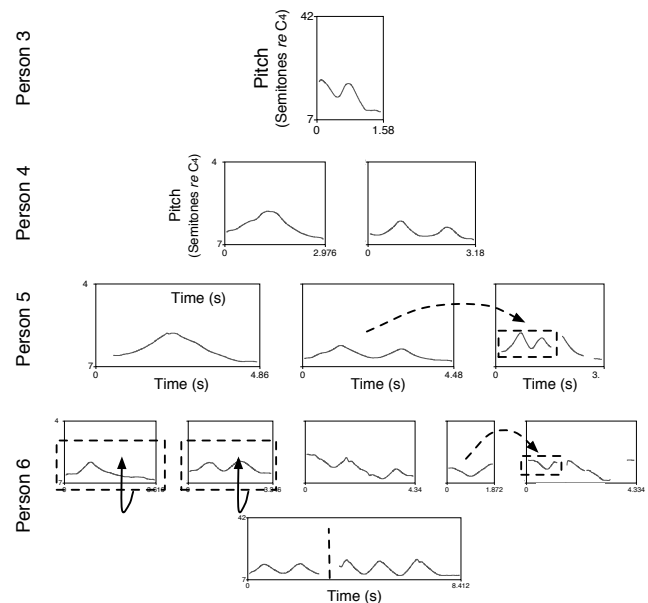 Person 3
42
Pitch
(Semitones re C4)
7
0 1.58
Person 4
4
Pitch
(Semitones re C4)
7
0 2.976 0 3.18
Person 5
4
Time (s)
7
0 4.86 0 4.48 0 3.
Time (s) Time (s) Time (s)
Person 6
4
7
0 0 4.34 0 1.872 0 4.334
42
7
0 8.412
Time (s)